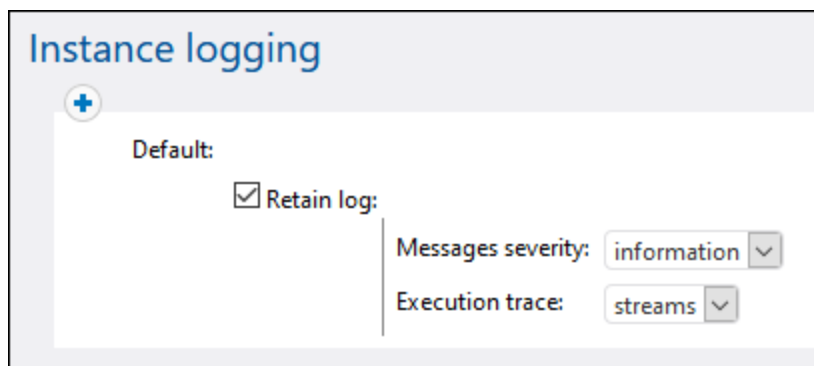 Instance logging
Default:
Retain log:
Messages severity: information
Execution trace: streams